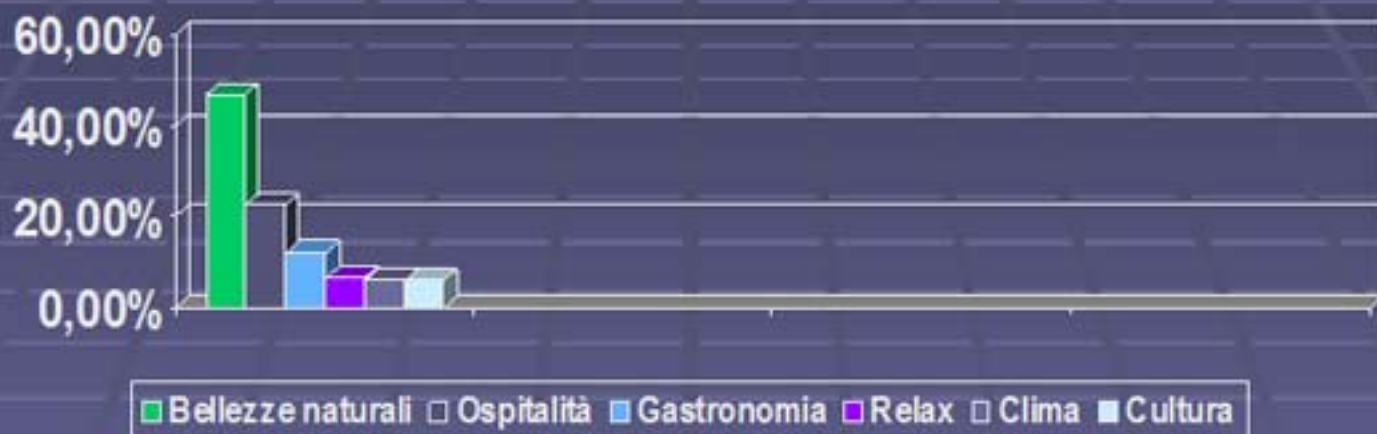 60,00%
40,00%
20,00%
0,00%
Bellezze naturali Ospitalità Gastronomia Relax Clima Cultura